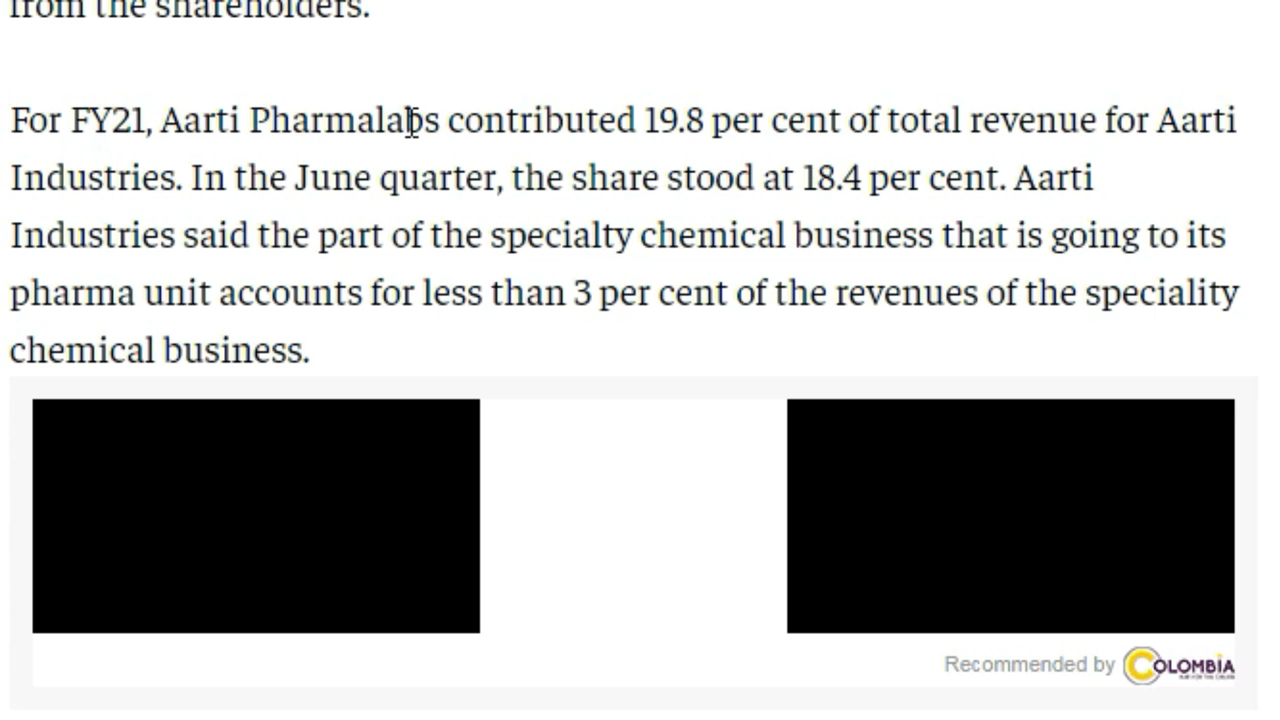 from the shareholders.
For FY21, Aarti Pharmalabs contributed 19.8 per cent of total revenue for Aarti
Industries. In the June quarter, the share stood at 18.4 per cent. Aarti
Industries said the part of the specialty chemical business that is going to its
pharma unit accounts for less than 3 per cent of the revenues of the speciality
chemical business.
Recommended by COLOMBIA